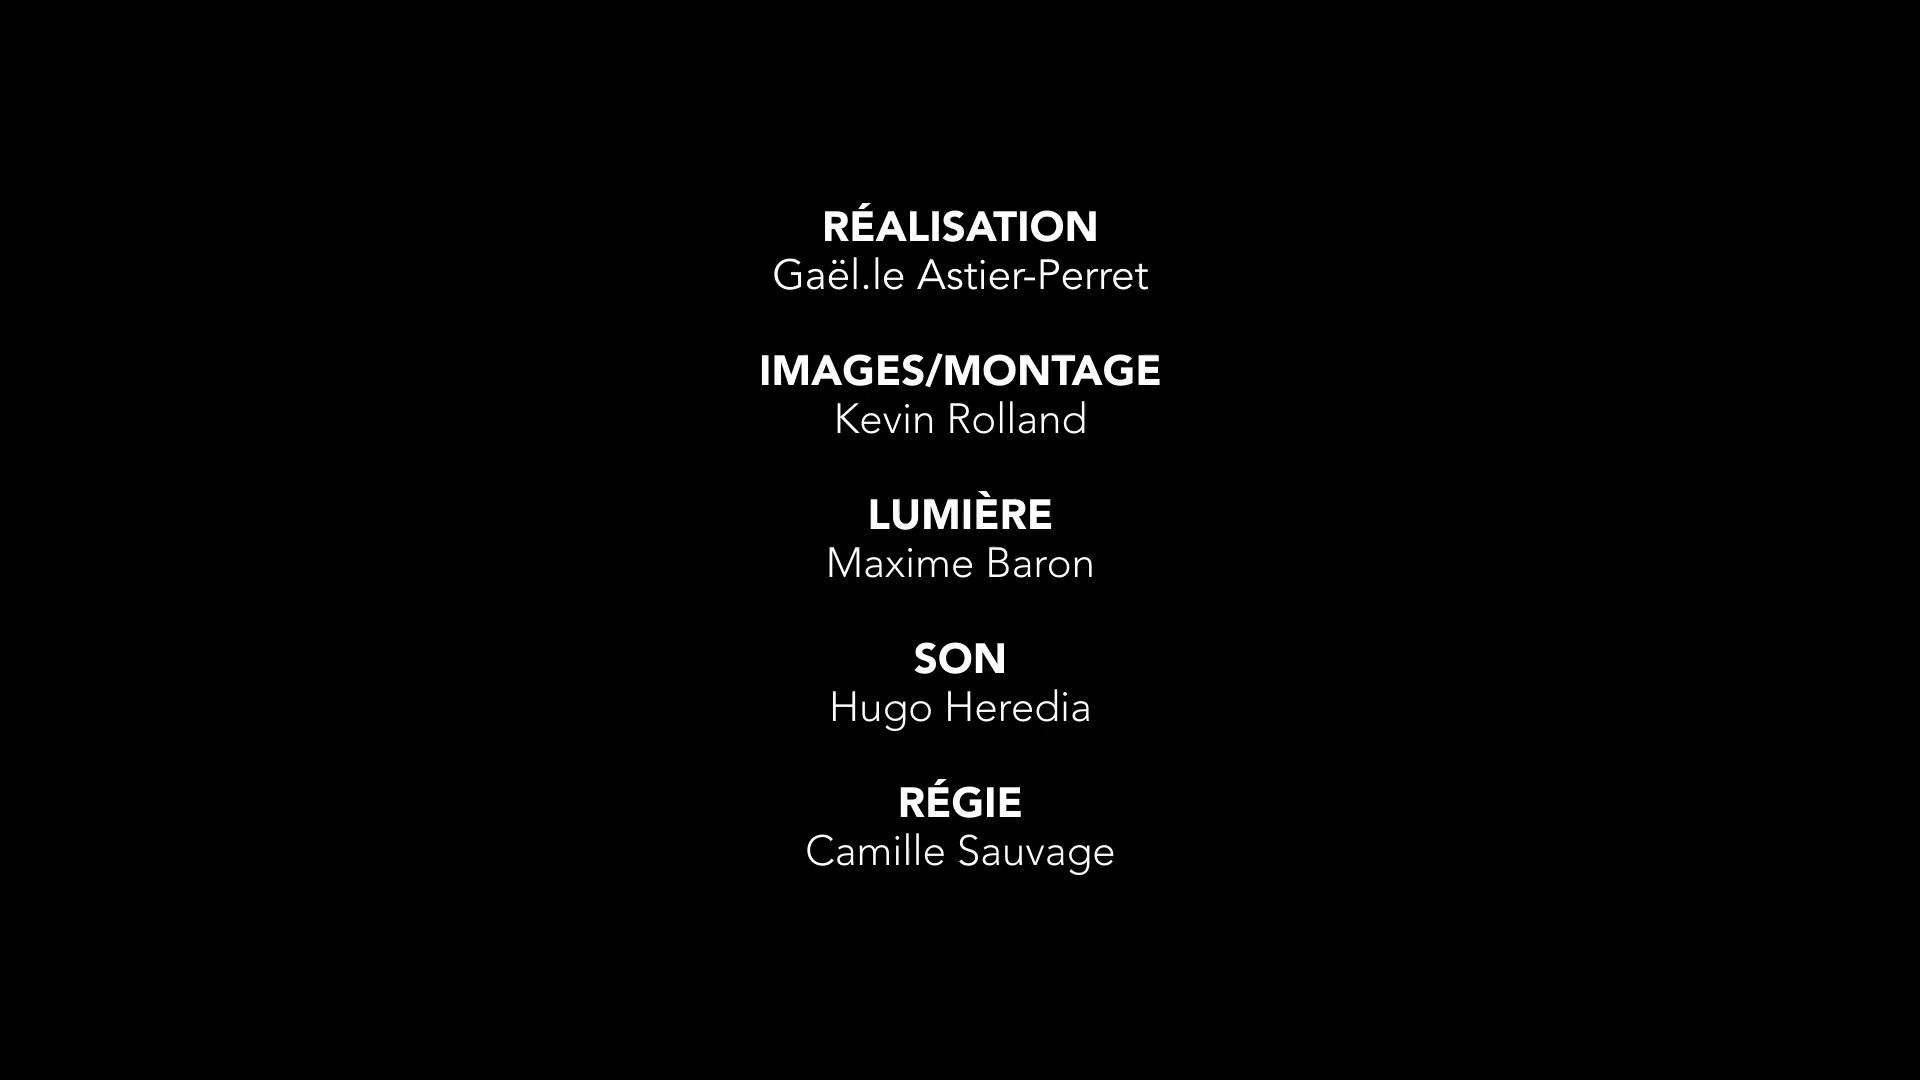 RÉALISATION
Gaël.le Astier-Perret
IMAGES/MONTAGE
Kevin Rolland
LUMIÈRE
Maxime Baron
SON
Hugo Heredia
RÉGIE
Camille Sauvage